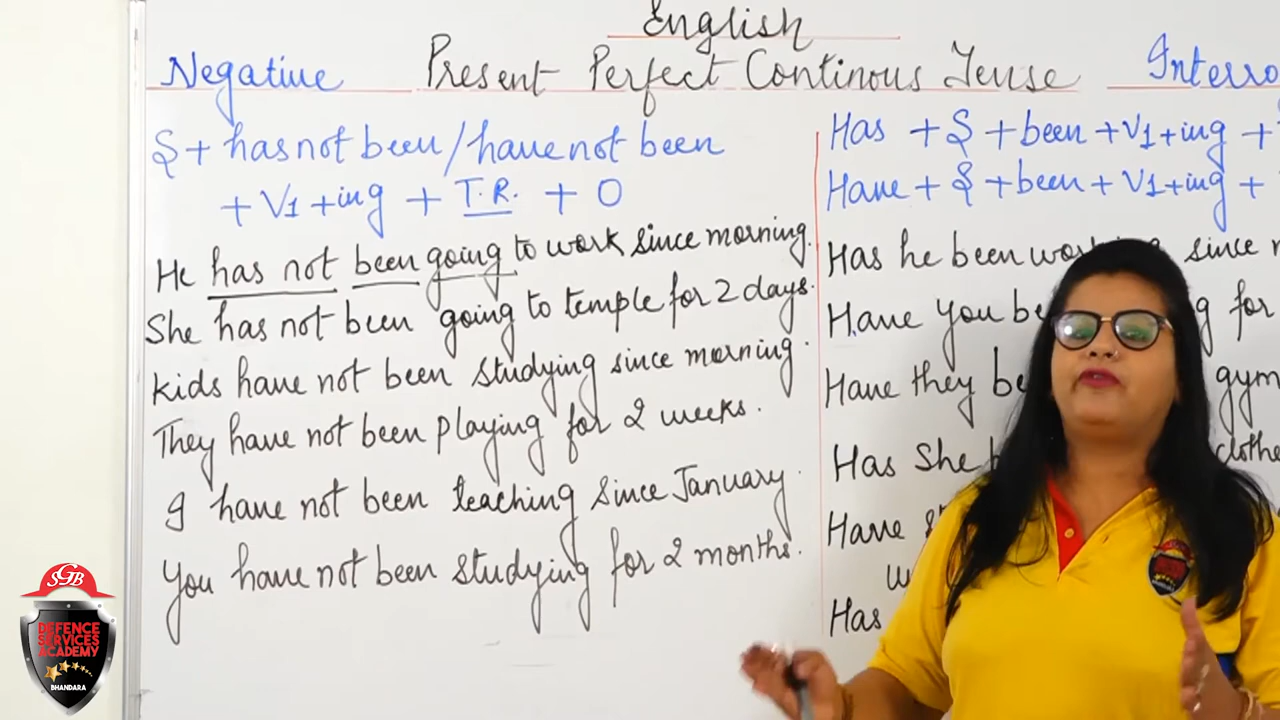 English
Negative Present Perfect Continous Tense Interro
S + has not been / have not been
+ V1 + ing + T.R. + O
He has not been going to work since morning.
She has not been going to temple for 2 days.
Kids have not been studying since morning.
They have not been playing for 2 weeks.
I have not been teaching since January.
You have not been studying for 2 months.
Has + S + been + V1 + ing +
Have + S + been + V1 + ing +
Has he been wor since
Have you be g for
Have they be gym
Has She clothe
Have
Has
SGB
DEFENCE
SERVICES
ACADEMY
BHANDARA